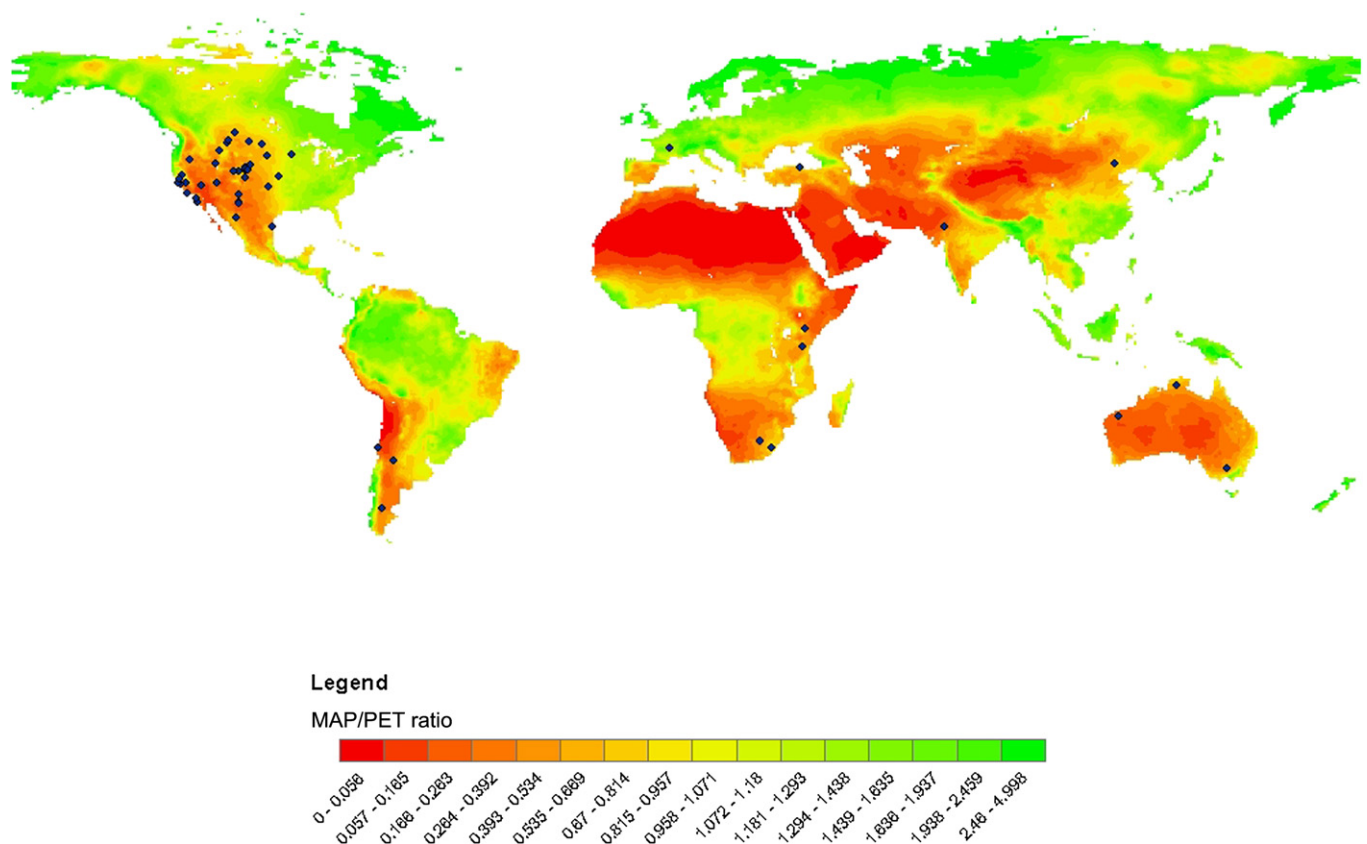 Legend
MAP/PET ratio
0 - 0.056
0.057 - 0.165
0.166 - 0.263
0.264 - 0.392
0.393 - 0.534
0.535 - 0.669
0.67 - 0.814
0.815 - 0.957
0.958 - 1.071
1.072 - 1.18
1.181 - 1.293
1.294 - 1.438
1.439 - 1.635
1.636 - 1.937
1.938 - 2.459
2.46 - 4.998